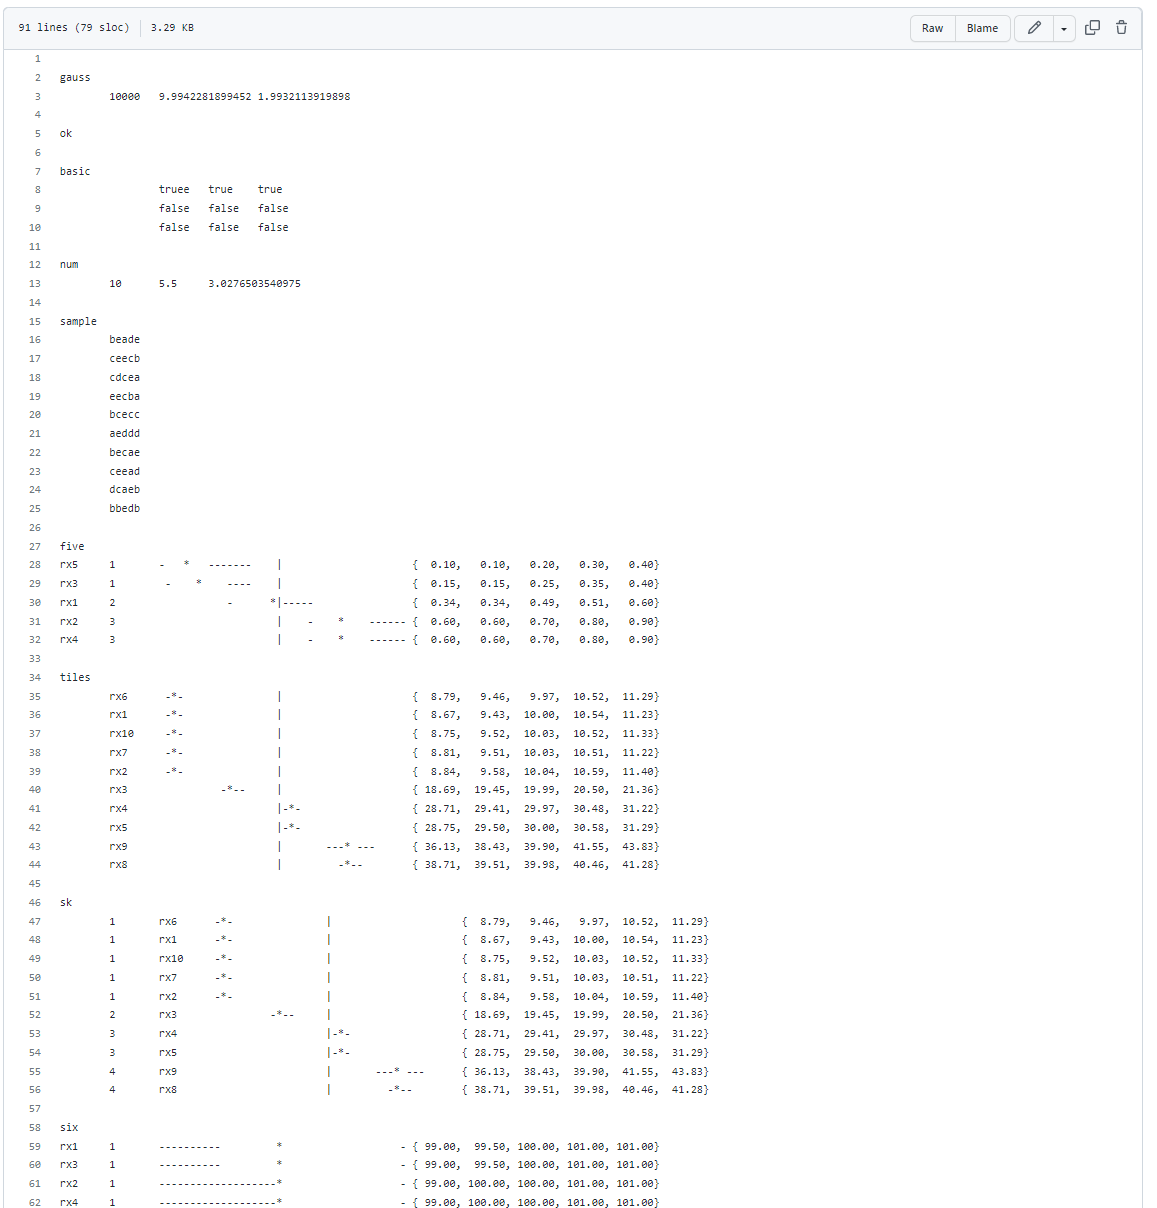 91 lines (79 sloc) 3.29 KB Raw Blame
1
2 gauss
3 10000 9.9942281899452 1.9932113919898
4
5 ok
6
7 basic
8 truee true true
9 false false false
10 false false false
11
12 num
13 10 5.5 3.0276503540975
14
15 sample
16 beade
17 ceecb
18 cdcea
19 eecba
20 bcecc
21 aeddd
22 becae
23 ceead
24 dcaeb
25 bbedb
26
27 five
28 rx5 1 - * ------- | { 0.10, 0.10, 0.20, 0.30, 0.40}
29 rx3 1 - * ---- | { 0.15, 0.15, 0.25, 0.35, 0.40}
30 rx1 2 - *|----- { 0.34, 0.34, 0.49, 0.51, 0.60}
31 rx2 3 | - * ------ { 0.60, 0.60, 0.70, 0.80, 0.90}
32 rx4 3 | - * ------ { 0.60, 0.60, 0.70, 0.80, 0.90}
33
34 tiles
35 rx6 -*- | { 8.79, 9.46, 9.97, 10.52, 11.29}
36 rx1 -*- | { 8.67, 9.43, 10.00, 10.54, 11.23}
37 rx10 -*- | { 8.75, 9.52, 10.03, 10.52, 11.33}
38 rx7 -*- | { 8.81, 9.51, 10.03, 10.51, 11.22}
39 rx2 -*- | { 8.84, 9.58, 10.04, 10.59, 11.40}
40 rx3 -*-- | { 18.69, 19.45, 19.99, 20.50, 21.36}
41 rx4 |-*- { 28.71, 29.41, 29.97, 30.48, 31.22}
42 rx5 |-*- { 28.75, 29.50, 30.00, 30.58, 31.29}
43 rx9 | ---* --- { 36.13, 38.43, 39.90, 41.55, 43.83}
44 rx8 | -*-- { 38.71, 39.51, 39.98, 40.46, 41.28}
45
46 sk
47 1 rx6 -*- | { 8.79, 9.46, 9.97, 10.52, 11.29}
48 1 rx1 -*- | { 8.67, 9.43, 10.00, 10.54, 11.23}
49 1 rx10 -*- | { 8.75, 9.52, 10.03, 10.52, 11.33}
50 1 rx7 -*- | { 8.81, 9.51, 10.03, 10.51, 11.22}
51 1 rx2 -*- | { 8.84, 9.58, 10.04, 10.59, 11.40}
52 2 rx3 -*-- | { 18.69, 19.45, 19.99, 20.50, 21.36}
53 3 rx4 |-*- { 28.71, 29.41, 29.97, 30.48, 31.22}
54 3 rx5 |-*- { 28.75, 29.50, 30.00, 30.58, 31.29}
55 4 rx9 | ---* --- { 36.13, 38.43, 39.90, 41.55, 43.83}
56 4 rx8 | -*-- { 38.71, 39.51, 39.98, 40.46, 41.28}
57
58 six
59 rx1 1 ---------- * - { 99.00, 99.50, 100.00, 101.00, 101.00}
60 rx3 1 ---------- * - { 99.00, 99.50, 100.00, 101.00, 101.00}
61 rx2 1 -------------------* - { 99.00, 100.00, 100.00, 101.00, 101.00}
62 rx4 1 -------------------* - { 99.00, 100.00, 100.00, 101.00, 101.00}